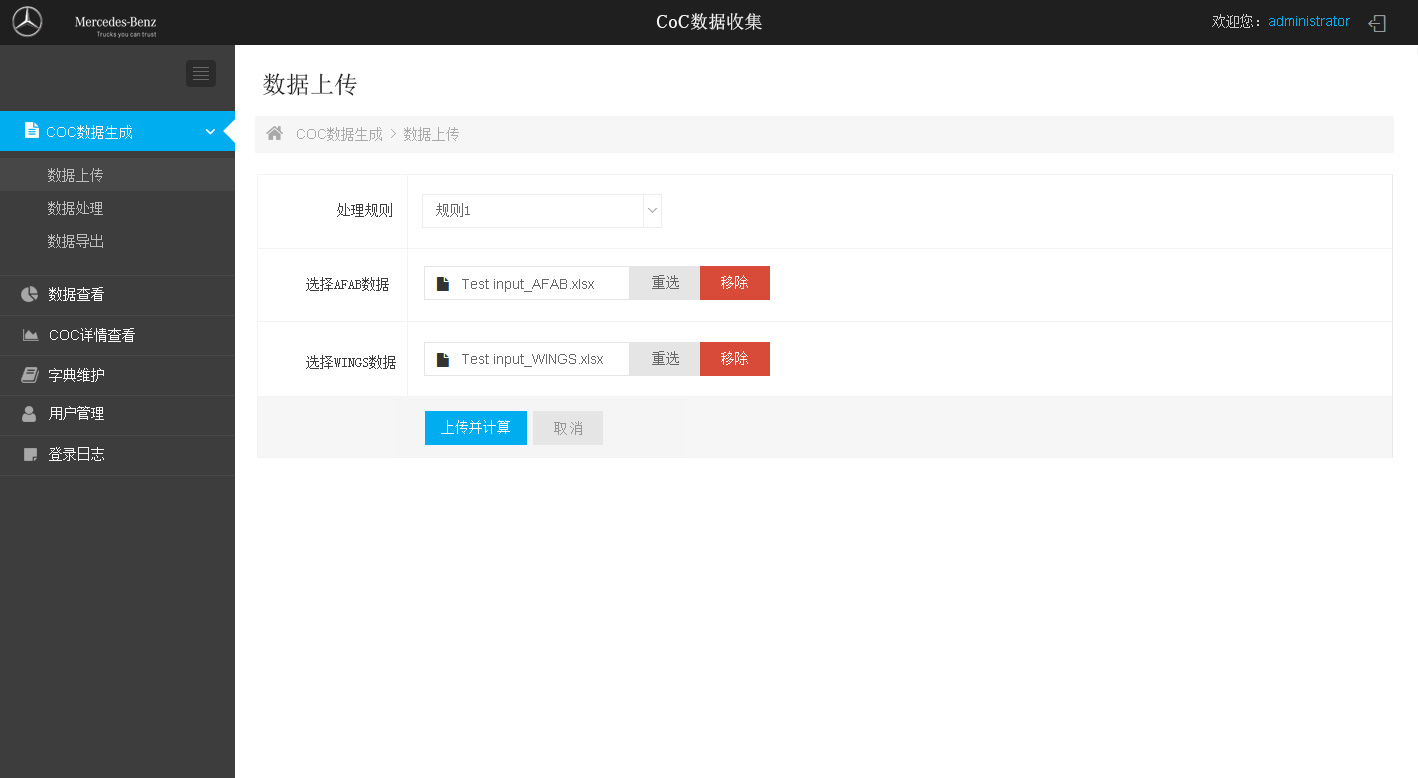 Mercedes-Benz
Trucks you can trust
CoC数据收集
欢迎您：administrator
COC数据生成
数据上传
数据处理
数据导出
数据查看
COC详情查看
字典维护
用户管理
登录日志
数据上传
COC数据生成 > 数据上传
处理规则 规则1
选择AFAB数据 Test input_AFAB.xlsx 重选 移除
选择WINGS数据 Test input_WINGS.xlsx 重选 移除
上传并计算 取消